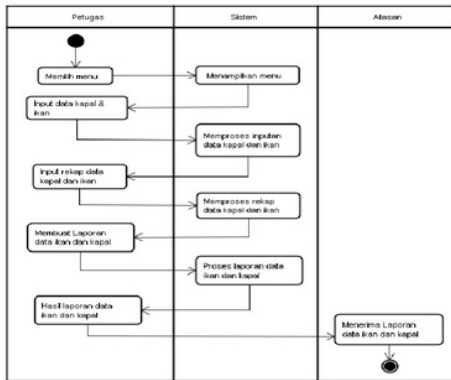 Petugas
Sistem
Atasan
Memilih menu
Menampilkan menu
Input data kapal &
ikan
Memproses inputan
data kapal dan ikan
Input rekap data
kapal dan ikan
Memproses rekap
data kapal dan ikan
Membuat Laporan
data ikan dan kapal
Proses laporan data
ikan dan kapal
Hasil laporan data
ikan dan kapal
Menerima Laporan
data ikan dan kapal